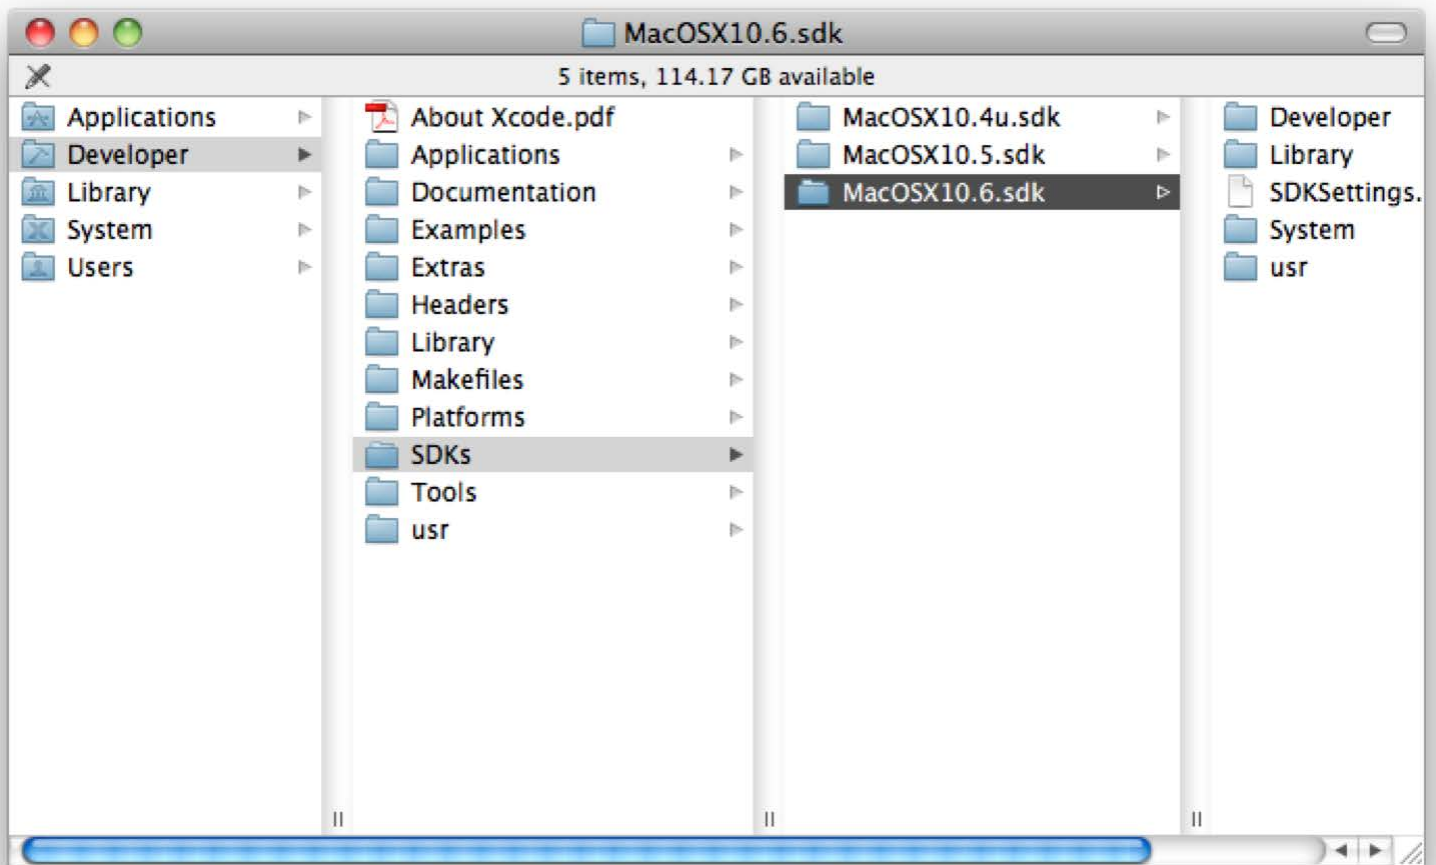 MacOSX10.6.sdk
5 items, 114.17 GB available
Applications
Developer
Library
System
Users
About Xcode.pdf
Applications
Documentation
Examples
Extras
Headers
Library
Makefiles
Platforms
SDKs
Tools
usr
MacOSX10.4u.sdk
MacOSX10.5.sdk
MacOSX10.6.sdk
Developer
Library
SDKSettings.
System
usr